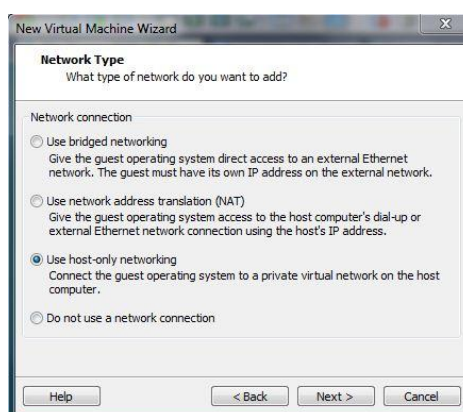 New Virtual Machine Wizard
Network Type
What type of network do you want to add?
Network connection
Use bridged networking
Give the guest operating system direct access to an external Ethernet
network. The guest must have its own IP address on the external network.
Use network address translation (NAT)
Give the guest operating system access to the host computer's dial-up or
external Ethernet network connection using the host's IP address.
Use host-only networking
Connect the guest operating system to a private virtual network on the host
computer.
Do not use a network connection
Help < Back Next > Cancel